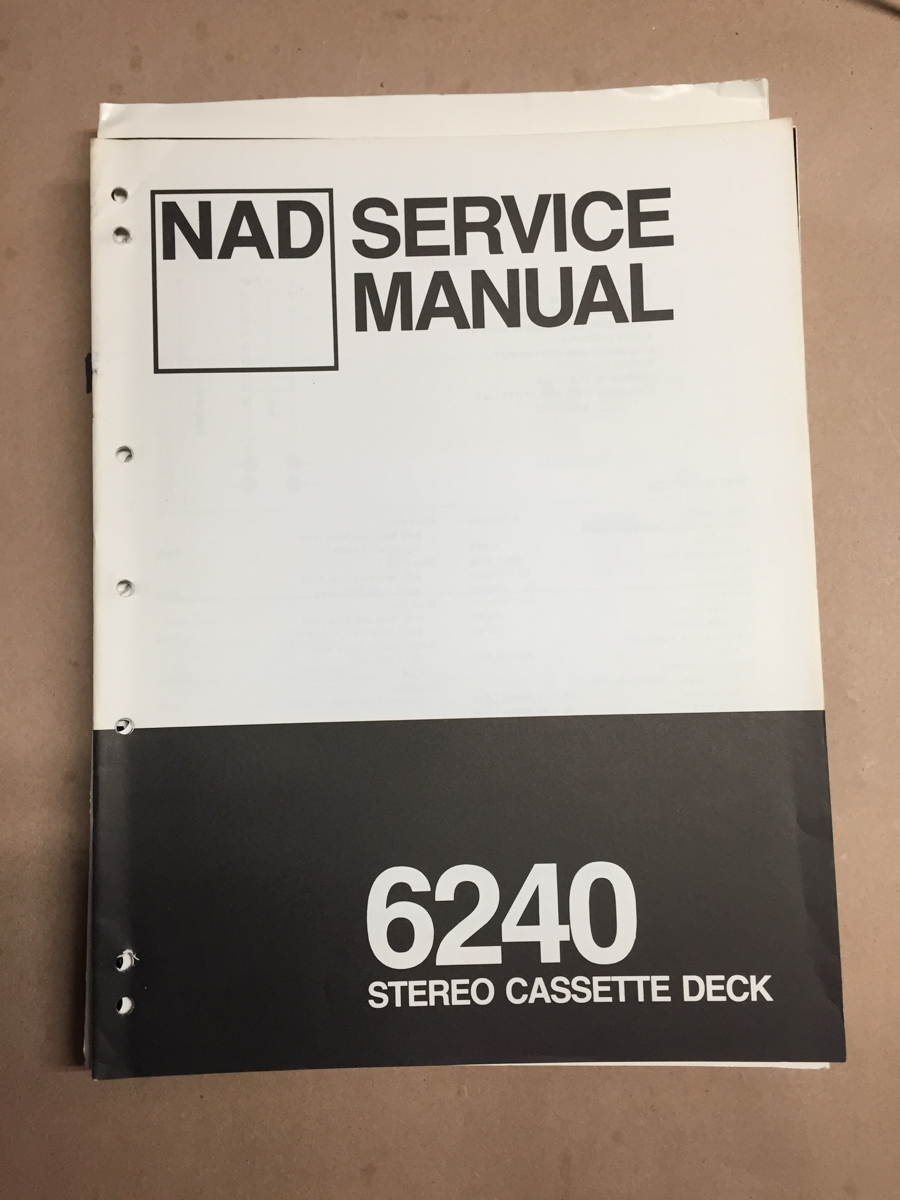 NAD
SERVICE
MANUAL
6240
STEREO CASSETTE DECK